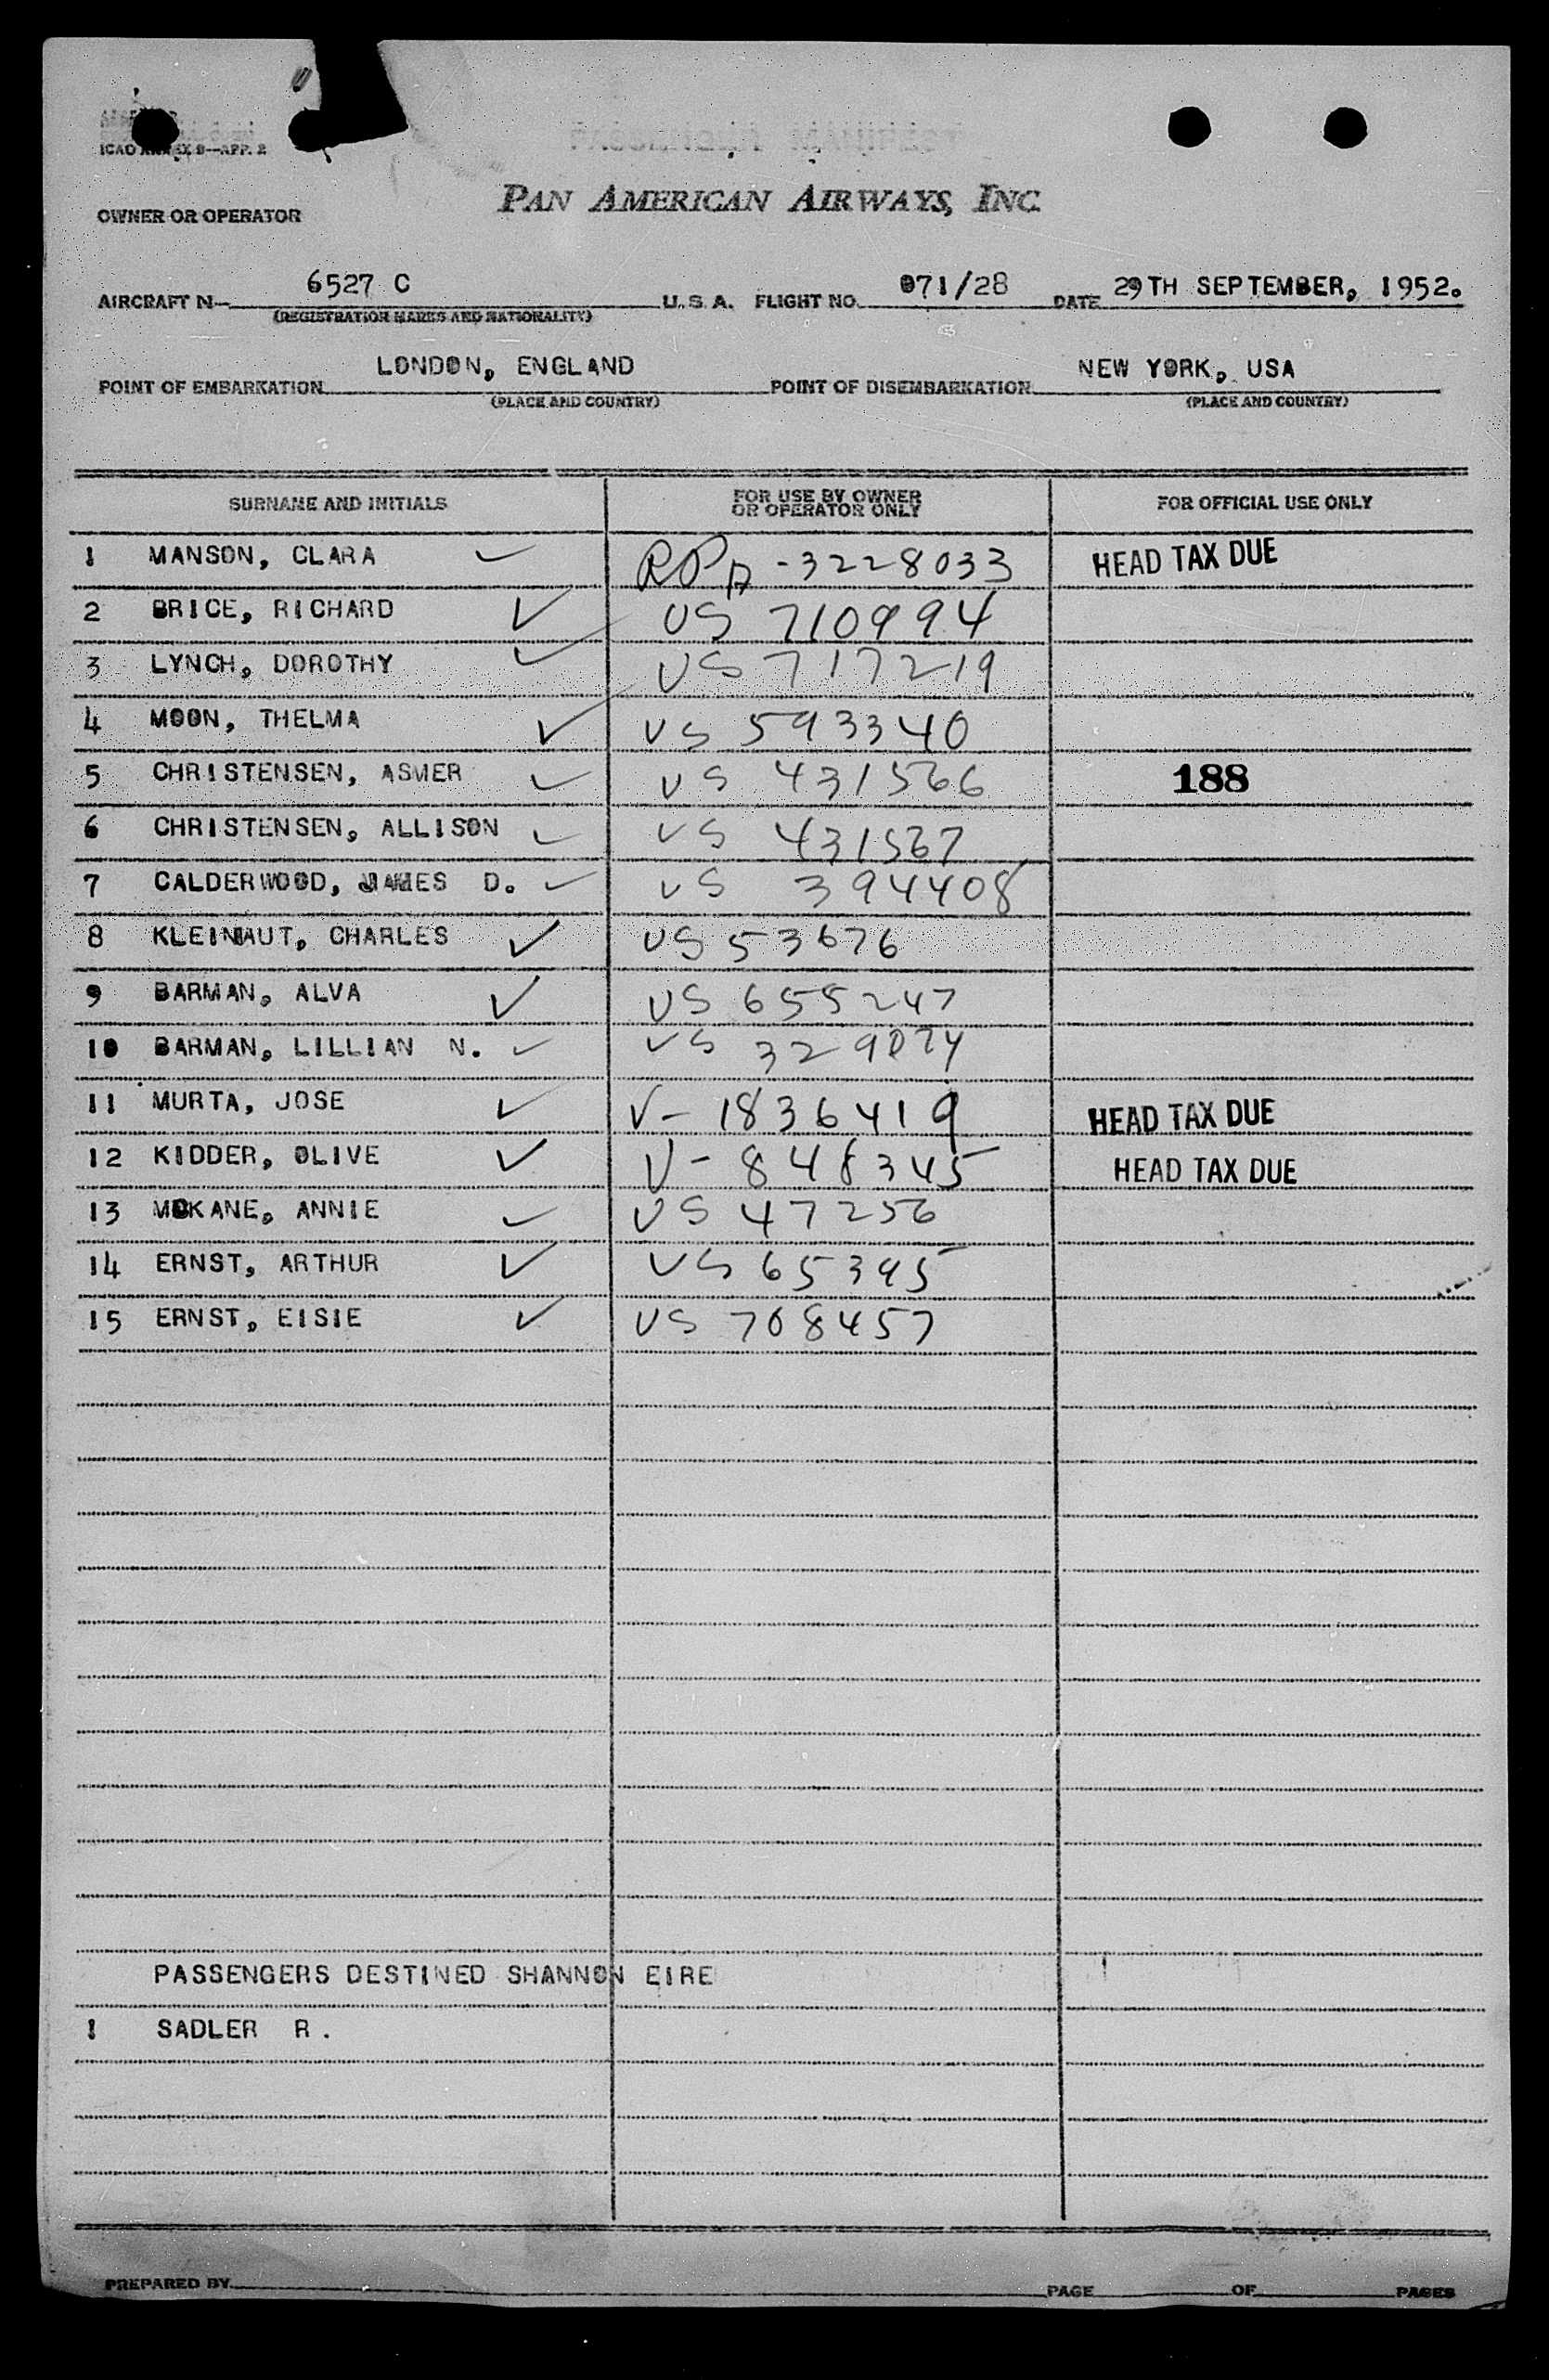 ICAO ANNEX 9—APP. 2
PASSENGER MANIFEST
PAN AMERICAN AIRWAYS, INC.
OWNER OR OPERATOR
AIRCRAFT N— 6527 C U.S.A. FLIGHT NO. 071/28 DATE 29TH SEPTEMBER, 1952.
(REGISTRATION MARKS AND NATIONALITY)
POINT OF EMBARKATION LONDON, ENGLAND POINT OF DISEMBARKATION NEW YORK, USA
(PLACE AND COUNTRY) (PLACE AND COUNTRY)
SURNAME AND INITIALS FOR USE BY OWNER OR OPERATOR ONLY FOR OFFICIAL USE ONLY
1 MANSON, CLARA ✓ -3228033 HEAD TAX DUE
2 BRICE, RICHARD ✓ US 710994
3 LYNCH, DOROTHY ✓ US 717219
4 MOON, THELMA ✓ US 593340
5 CHRISTENSEN, ASMER ✓ US 431566 188
6 CHRISTENSEN, ALLISON ✓ US 431567
7 CALDERWOOD, JAMES D. ✓ US 394408
8 KLEINAUT, CHARLES ✓ US 53676
9 BARMAN, ALVA ✓ US 655247
10 BARMAN, LILLIAN N. ✓ US
11 MURTA, JOSE ✓ V- 1836419 HEAD TAX DUE
12 KIDDER, OLIVE ✓ V- 848345 HEAD TAX DUE
13 MCKANE, ANNIE ✓ US 47256
14 ERNST, ARTHUR ✓ US 65395
15 ERNST, EISIE ✓ US 708457
PASSENGERS DESTINED SHANNON EIRE
1 SADLER R.
PREPARED BY PAGE OF PAGES